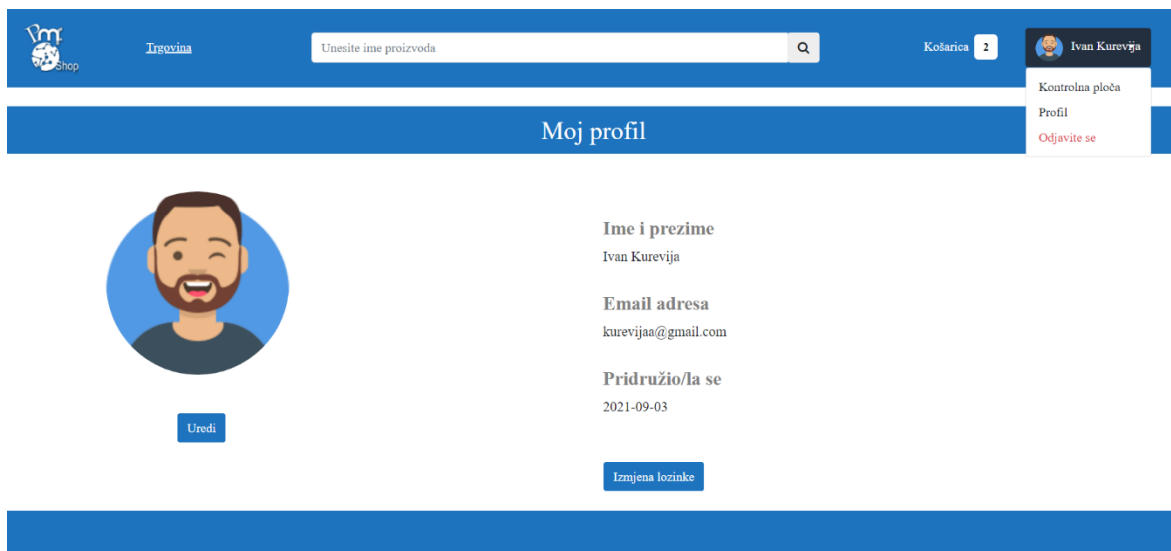 Pmf
Shop
Trgovina
Unesite ime proizvoda
Košarica 2
Ivan Kurevija
Kontrolna ploča
Profil
Odjavite se
Moj profil
Ime i prezime
Ivan Kurevija
Email adresa
kurevijaa@gmail.com
Pridružio/la se
2021-09-03
Uredi
Izmjena lozinke